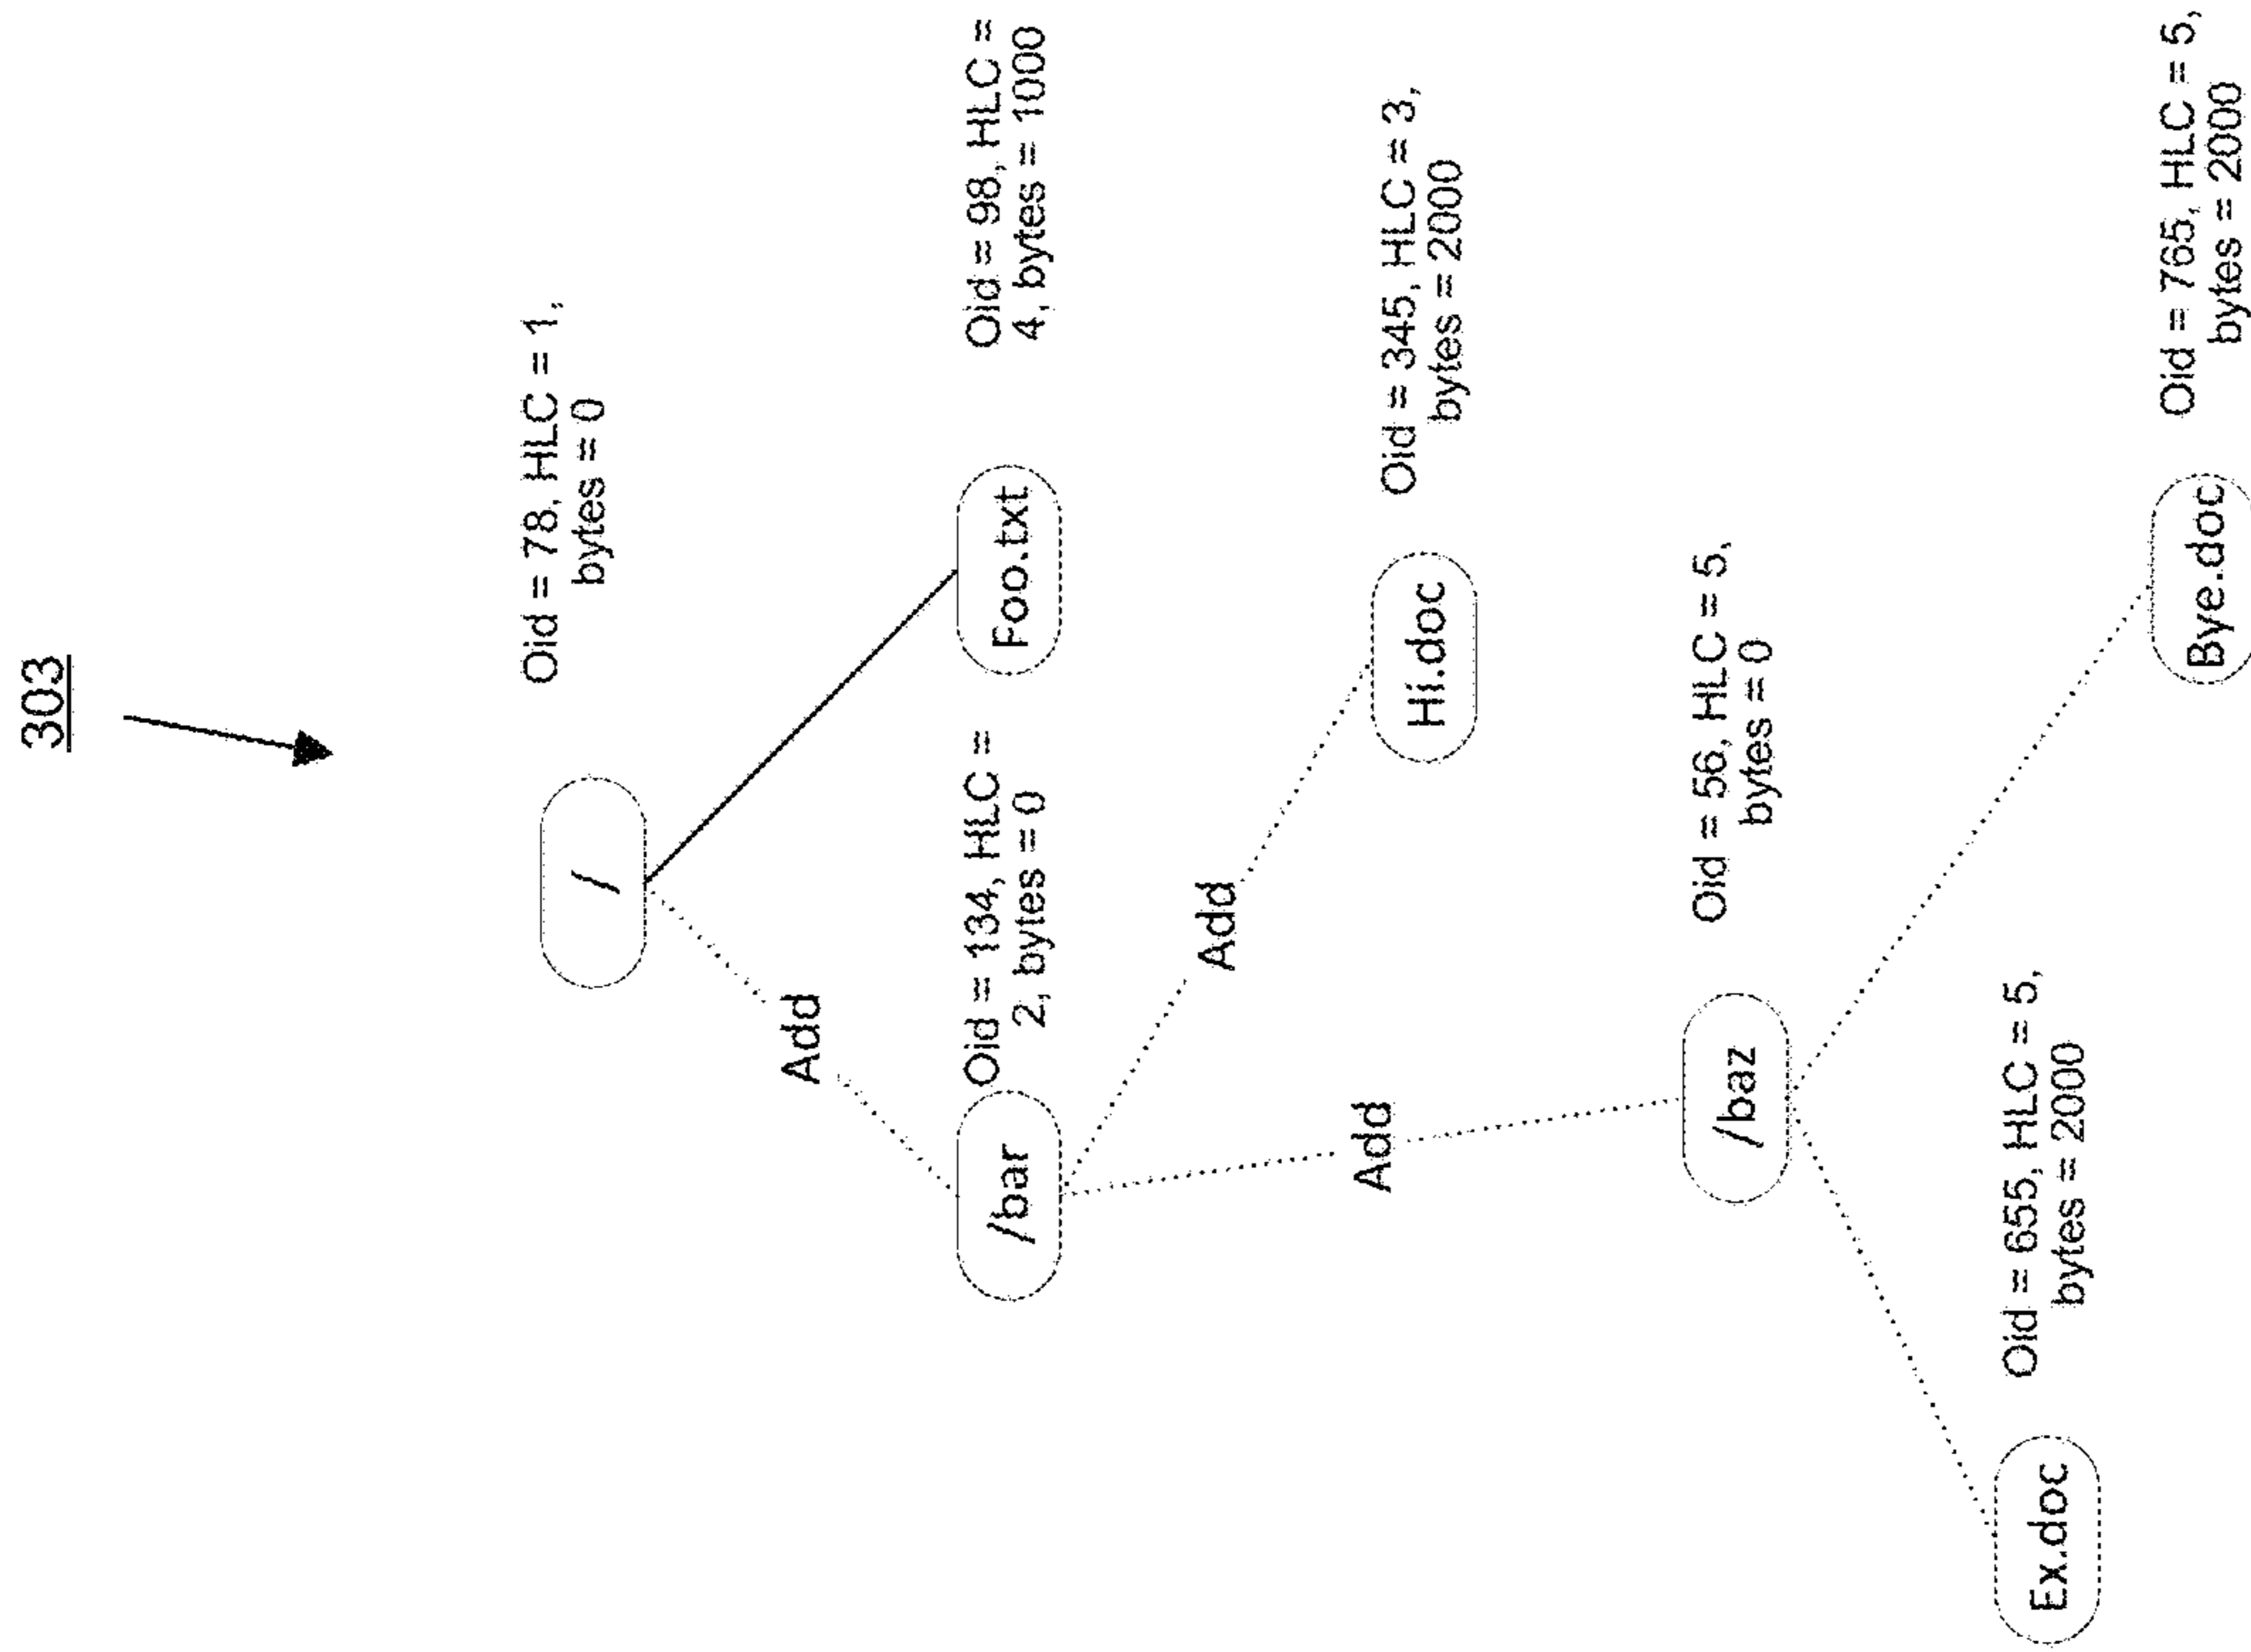 303
Oid = 78, HLC = 1,
bytes = 0
/
Add
/bar
Oid = 134, HLC =
2, bytes = 0
Foo.txt
Oid = 98, HLC =
4, bytes = 1000
Add
Hi.doc
Oid = 345, HLC = 3,
bytes = 2000
Add
/baz
Oid = 56, HLC = 5,
bytes = 0
Ex.doc
Oid = 655, HLC = 5,
bytes = 2000
Bye.doc
Oid = 765, HLC = 5,
bytes = 2000